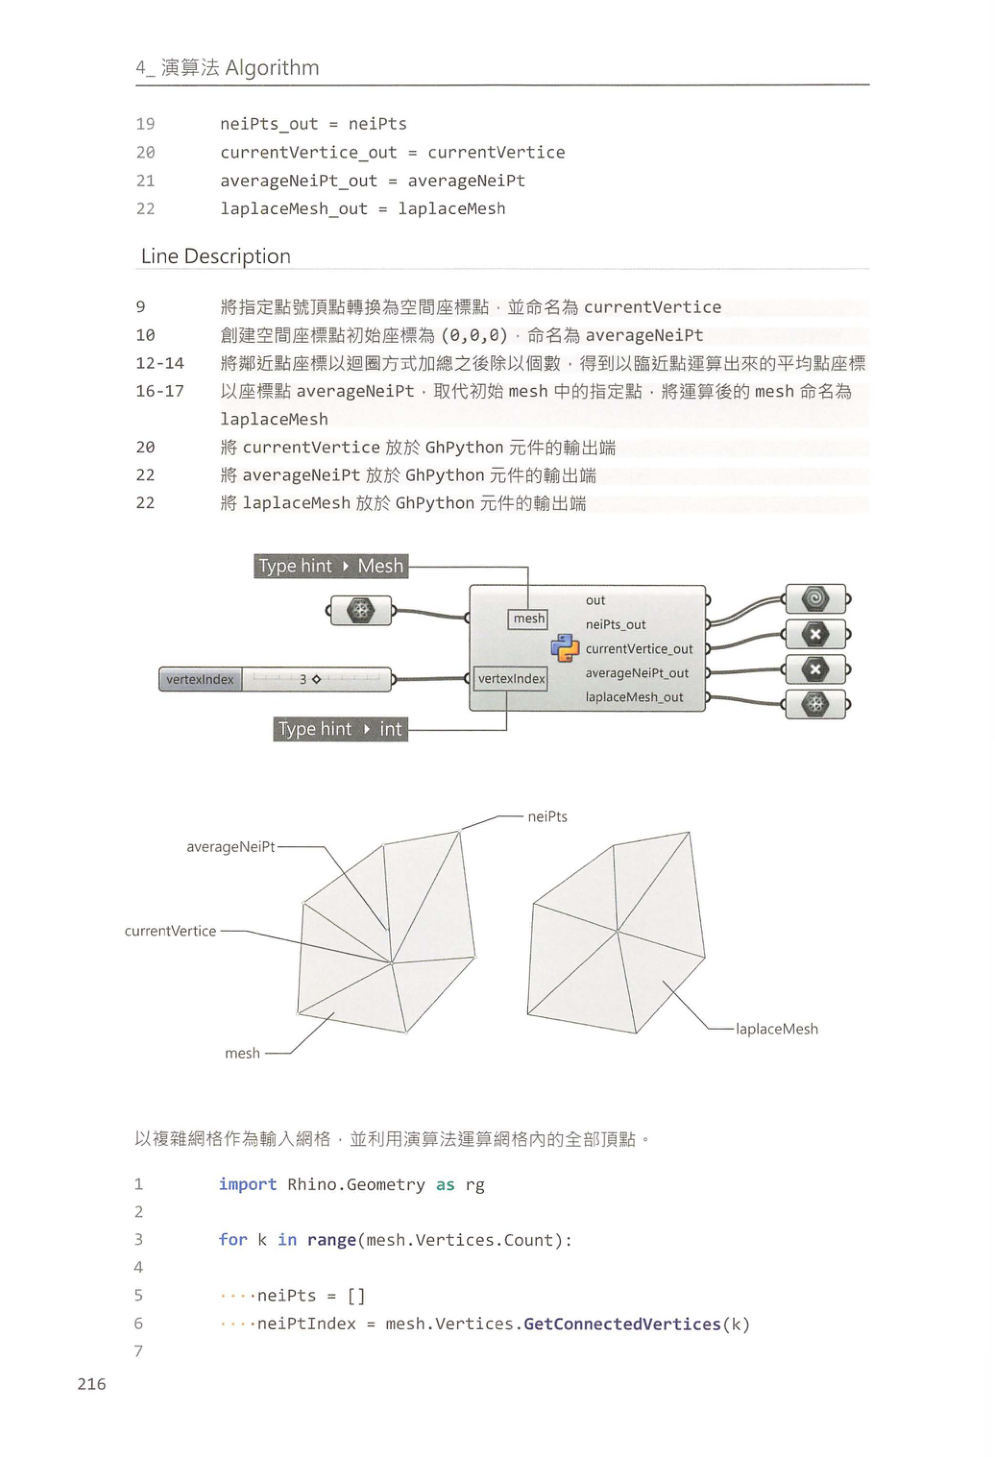 4_ 演算法 Algorithm
19 neiPts_out = neiPts
20 currentVertice_out = currentVertice
21 averageNeiPt_out = averageNeiPt
22 laplaceMesh_out = laplaceMesh
Line Description
9 將指定點號頂點轉換為空間座標點，並命名為 currentVertice
10 創建空間座標點初始座標為 (0,0,0)，命名為 averageNeiPt
12-14 將鄰近點座標以迴圈方式加總之後除以個數，得到以臨近點運算出來的平均點座標
16-17 以座標點 averageNeiPt，取代初始 mesh 中的指定點，將運算後的 mesh 命名為
laplaceMesh
20 將 currentVertice 放於 GhPython 元件的輸出端
22 將 averageNeiPt 放於 GhPython 元件的輸出端
22 將 laplaceMesh 放於 GhPython 元件的輸出端
Type hint ▸ Mesh
out
mesh
neiPts_out
currentVertice_out
averageNeiPt_out
laplaceMesh_out
vertexIndex 3
vertexIndex
Type hint ▸ int
neiPts
averageNeiPt
currentVertice
mesh
laplaceMesh
以複雜網格作為輸入網格，並利用演算法運算網格內的全部頂點。
1 import Rhino.Geometry as rg
2
3 for k in range(mesh.Vertices.Count):
4
5 ····neiPts = []
6 ····neiPtIndex = mesh.Vertices.GetConnectedVertices(k)
7
216